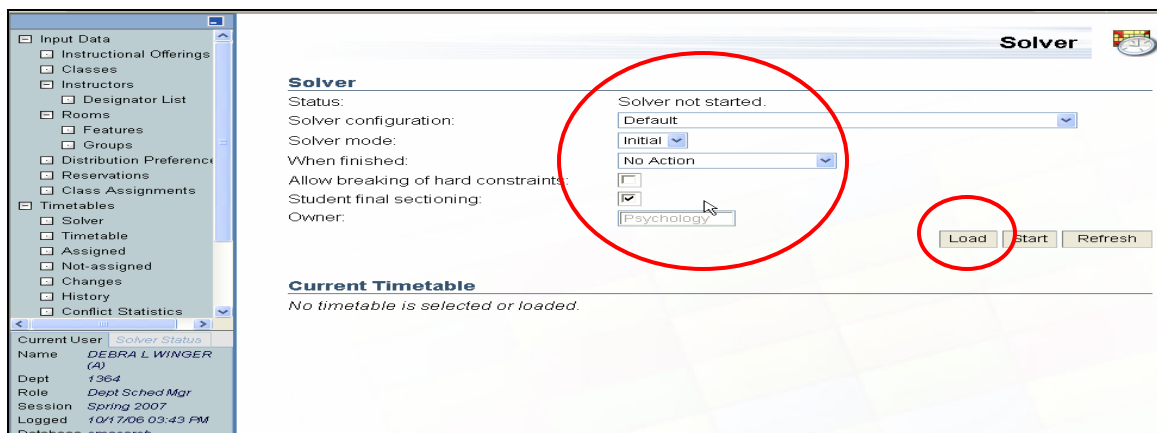 Input Data
Instructional Offerings
Classes
Instructors
Designator List
Rooms
Features
Groups
Distribution Preferenc
Reservations
Class Assignments
Timetables
Solver
Timetable
Assigned
Not-assigned
Changes
History
Conflict Statistics
Current User Solver Status
Name DEBRA L WINGER
(A)
Dept 1364
Role Dept Sched Mgr
Session Spring 2007
Logged 10/17/06 03:43 PM
Database
Solver
Solver
Status: Solver not started.
Solver configuration: Default
Solver mode: Initial
When finished: No Action
Allow breaking of hard constraints:
Student final sectioning:
Owner: Psychology
Load Start Refresh
Current Timetable
No timetable is selected or loaded.